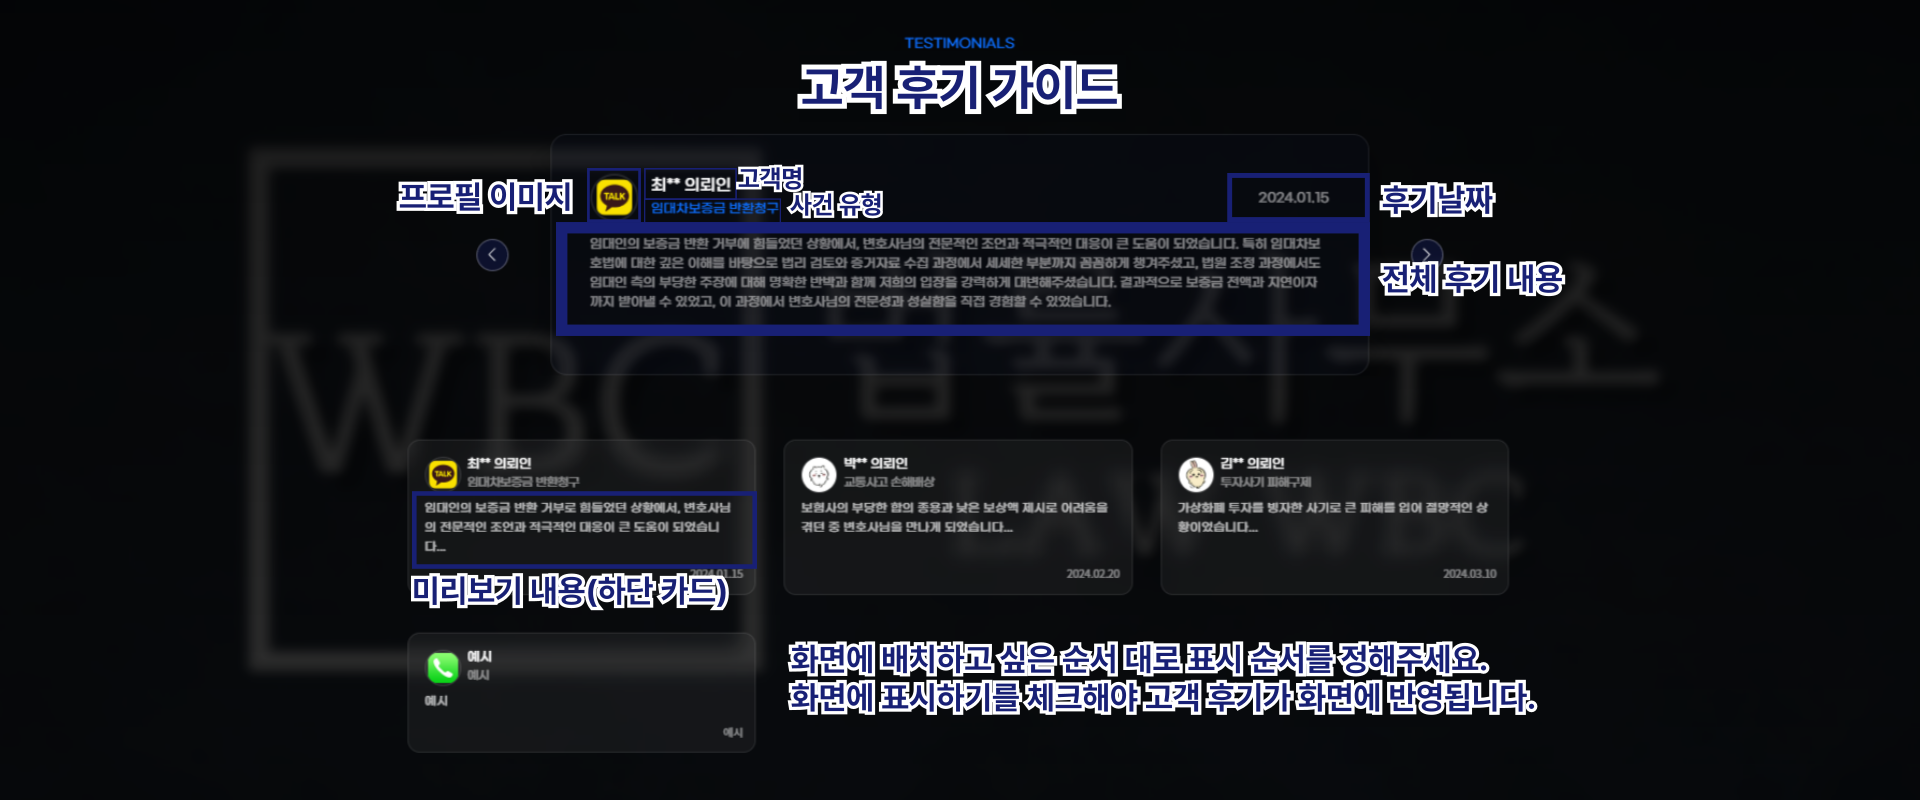 TESTIMONIALS
고객 후기 가이드
프로필 이미지
TALK
최** 의뢰인
고객명
임대차보증금 반환청구
사건 유형
2024.01.15
후기날짜
임대인의 보증금 반환 거부에 힘들었던 상황에서, 변호사님의 전문적인 조언과 적극적인 대응이 큰 도움이 되었습니다. 특히 임대차보
호법에 대한 깊은 이해를 바탕으로 법리 검토와 증거자료 수집 과정에서 세세한 부분까지 꼼꼼하게 챙겨주셨고, 법원 조정 과정에서도
임대인 측의 부당한 주장에 대해 명확한 반박과 함께 저희의 입장을 강력하게 대변해주셨습니다. 결과적으로 보증금 전액과 지연이자
까지 받아낼 수 있었고, 이 과정에서 변호사님의 전문성과 성실함을 직접 경험할 수 있었습니다.
전체 후기 내용
WBC
법률사무소
LAW WBC
TALK
최** 의뢰인
임대차보증금 반환청구
임대인의 보증금 반환 거부로 힘들었던 상황에서, 변호사님
의 전문적인 조언과 적극적인 대응이 큰 도움이 되었습니
다...
2024.01.15
미리보기 내용(하단 카드)
박** 의뢰인
교통사고 손해배상
보험사의 부당한 합의 종용과 낮은 보상액 제시로 어려움을
겪던 중 변호사님을 만나게 되었습니다...
2024.02.20
김** 의뢰인
투자사기 피해구제
가상화폐 투자를 빙자한 사기로 큰 피해를 입어 절망적인 상
황이었습니다...
2024.03.10
예시
예시
예시
예시
화면에 배치하고 싶은 순서 대로 표시 순서를 정해주세요.
화면에 표시하기를 체크해야 고객 후기가 화면에 반영됩니다.